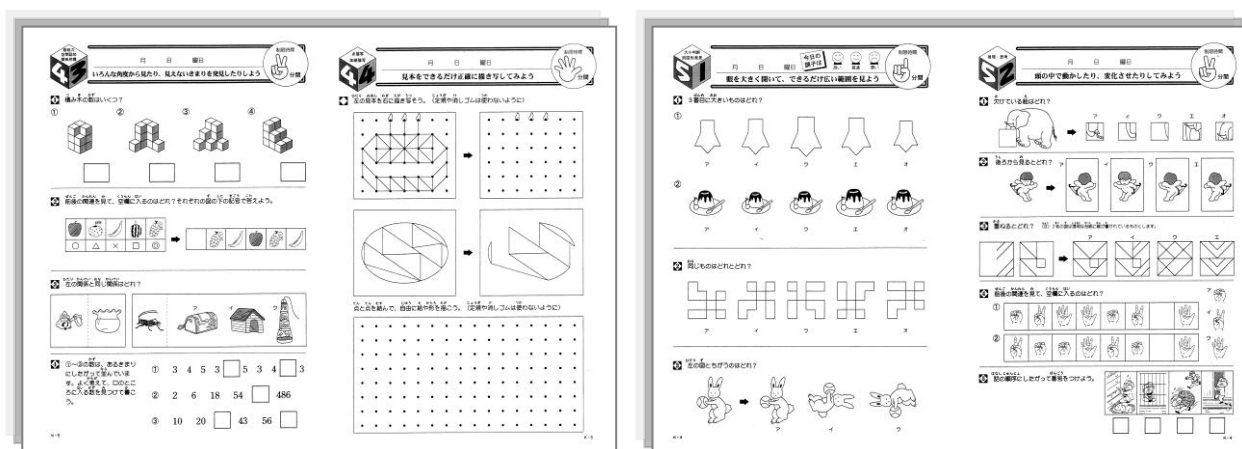 43
月 日 曜日
制限時間
分間
いろんな角度から見たり、見えないきまりを発見したりしよう
積み木の数はいくつ？
① ② ③ ④
前後の関連を見て、空欄に入るのはどれ？それぞれの図の下の記号で答えよう。
○ △ × □ ◎
左の関係と同じ関係はどれ？
ア イ ウ
①～③の数は、あるきまり
にしたがって並んでいま
す。よく考えて、□のとこ
ろに入る数を見つけて書こ
う。
① 3 4 5 3 □ 5 3 4 □ 3
② 2 6 18 54 □ 486
③ 10 20 □ 43 56 □
44
月 日 曜日
制限時間
分間
見本をできるだけ正確に描き写してみよう
左の見本を右に描き写そう。（定規や消しゴムは使わないように）
点と点を結んで、自由に絵や形を描こう。（定規や消しゴムは使わないように）
51
月 日 曜日
今日の
調子は
制限時間
分間
眼を大きく開いて、できるだけ広い範囲を見よう
3番目に大きいものはどれ？
①
ア イ ウ エ オ
②
同じものはどれとどれ？
ア イ ウ エ オ
左の図とちがうのはどれ？
ア イ ウ
52
月 日 曜日
制限時間
分間
頭の中で動かしたり、変化させたりしてみよう
欠けている絵はどれ？
ア イ ウ エ オ
後ろから見るとどれ？
ア イ ウ エ
重ねるとどれ？
ア イ ウ エ
前後の関連を見て、空欄に入るのはどれ？
①
②
ア
イ
ウ
話の順序にしたがって番号をつけよう。